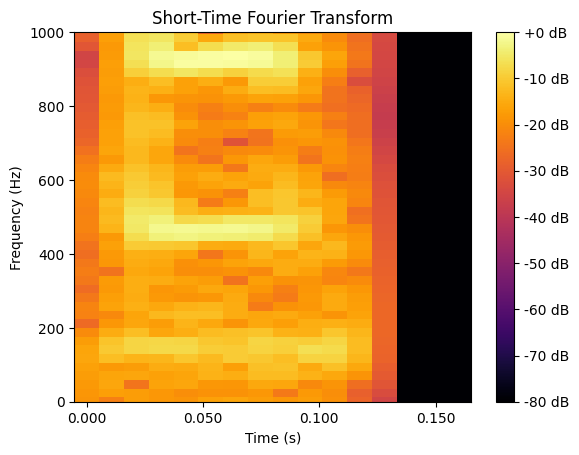 Short-Time Fourier Transform
Frequency (Hz)
1000
800
600
400
200
0
0.000
0.050
0.100
0.150
Time (s)
+0 dB
-10 dB
-20 dB
-30 dB
-40 dB
-50 dB
-60 dB
-70 dB
-80 dB